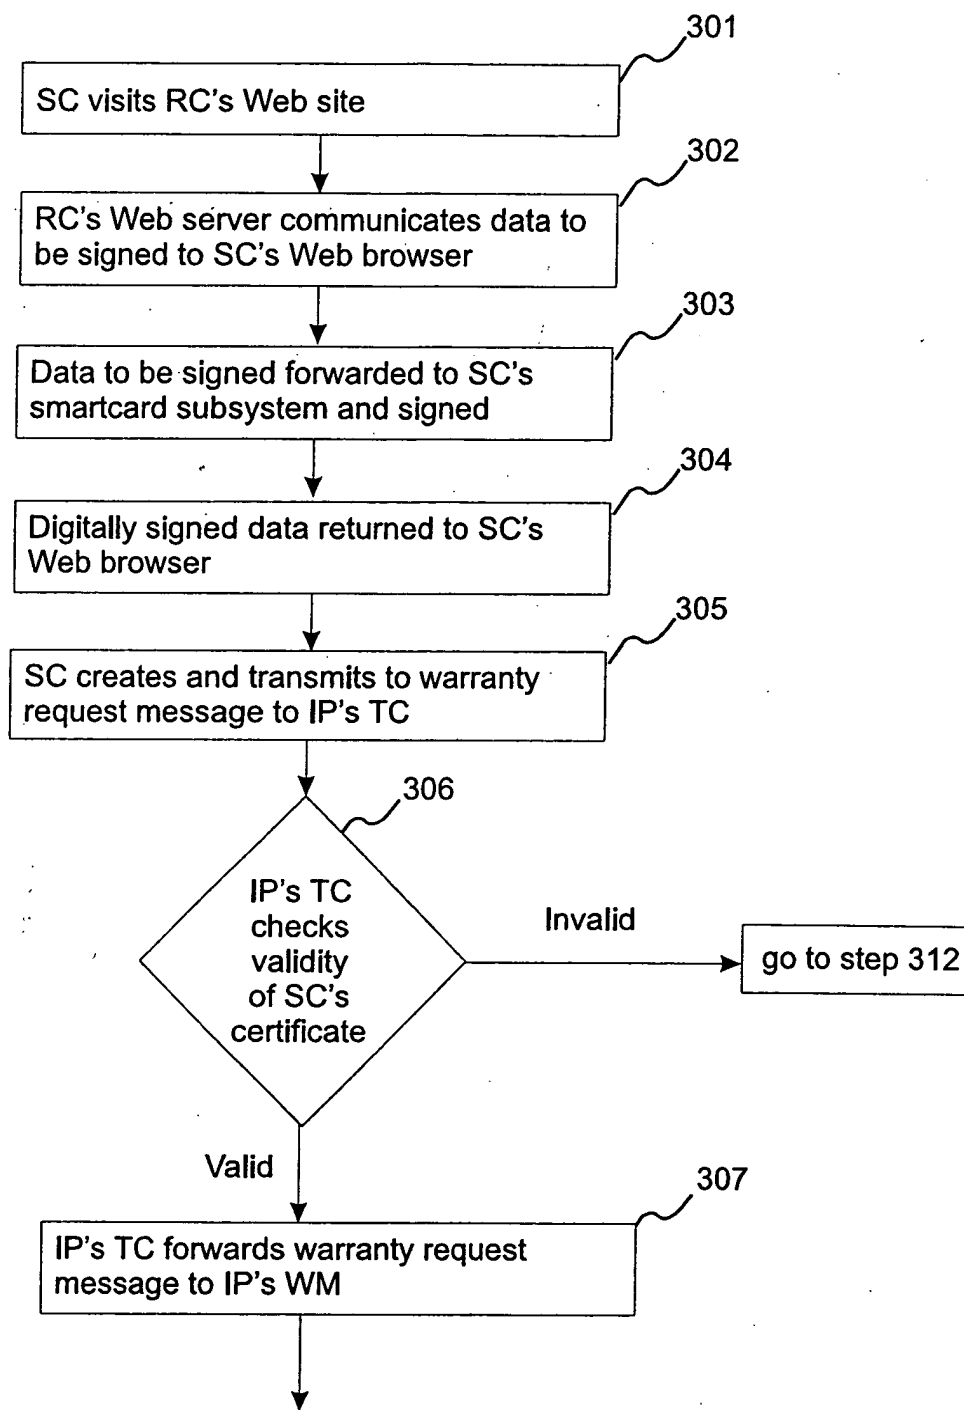 301
SC visits RC's Web site
302
RC's Web server communicates data to
be signed to SC's Web browser
303
Data to be signed forwarded to SC's
smartcard subsystem and signed
304
Digitally signed data returned to SC's
Web browser
305
SC creates and transmits to warranty
request message to IP's TC
306
IP's TC
checks
validity
of SC's
certificate
Invalid
go to step 312
Valid
307
IP's TC forwards warranty request
message to IP's WM